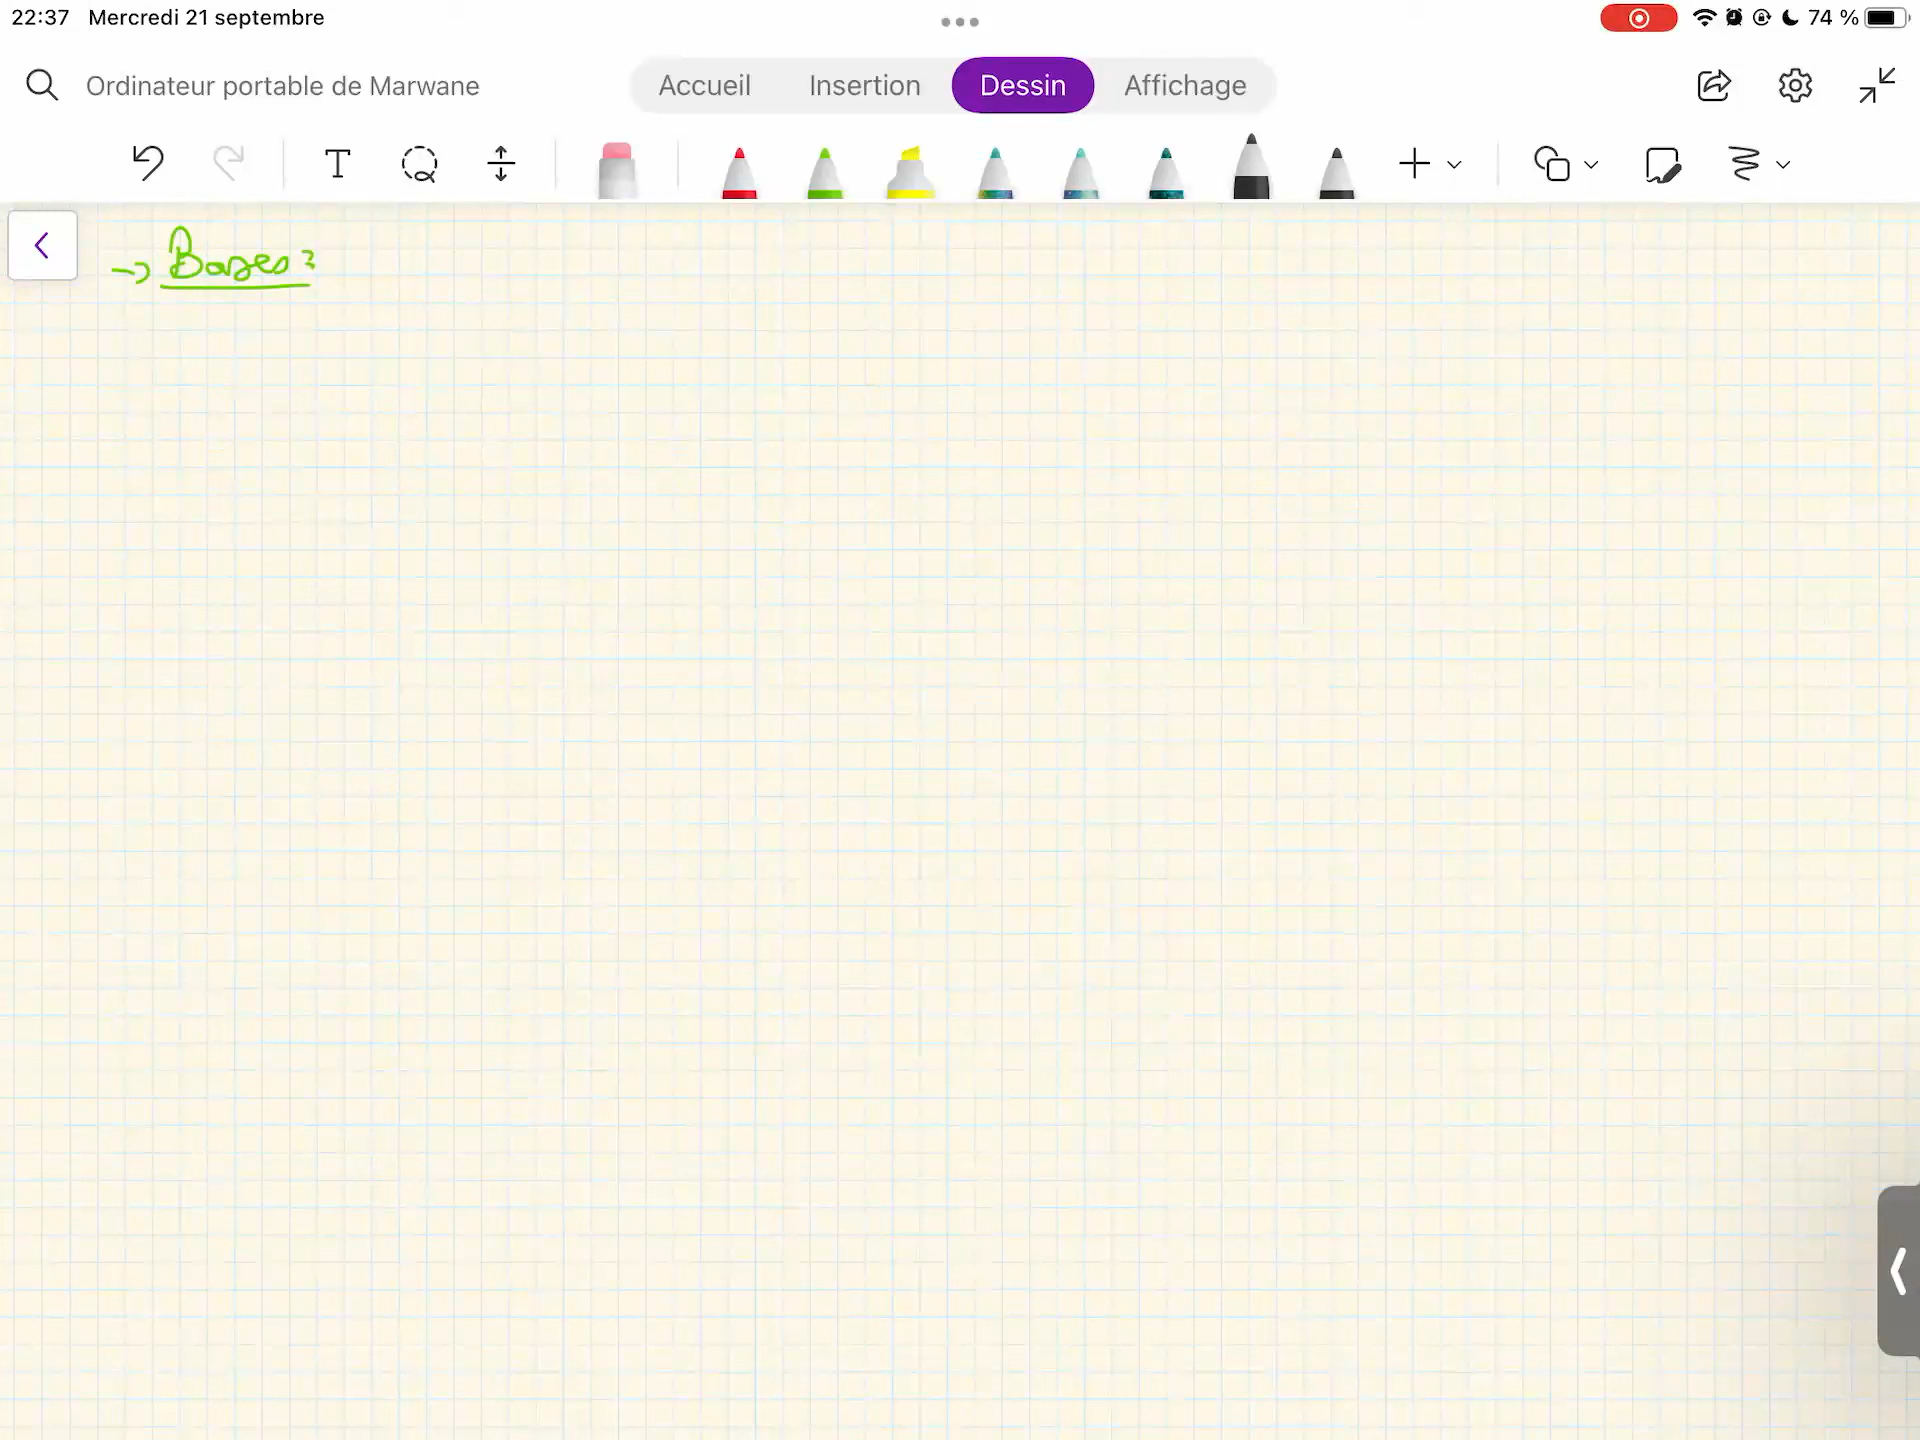 22:37 Mercredi 21 septembre 74 %
Ordinateur portable de Marwane Accueil Insertion Dessin Affichage
T
→ Bases :